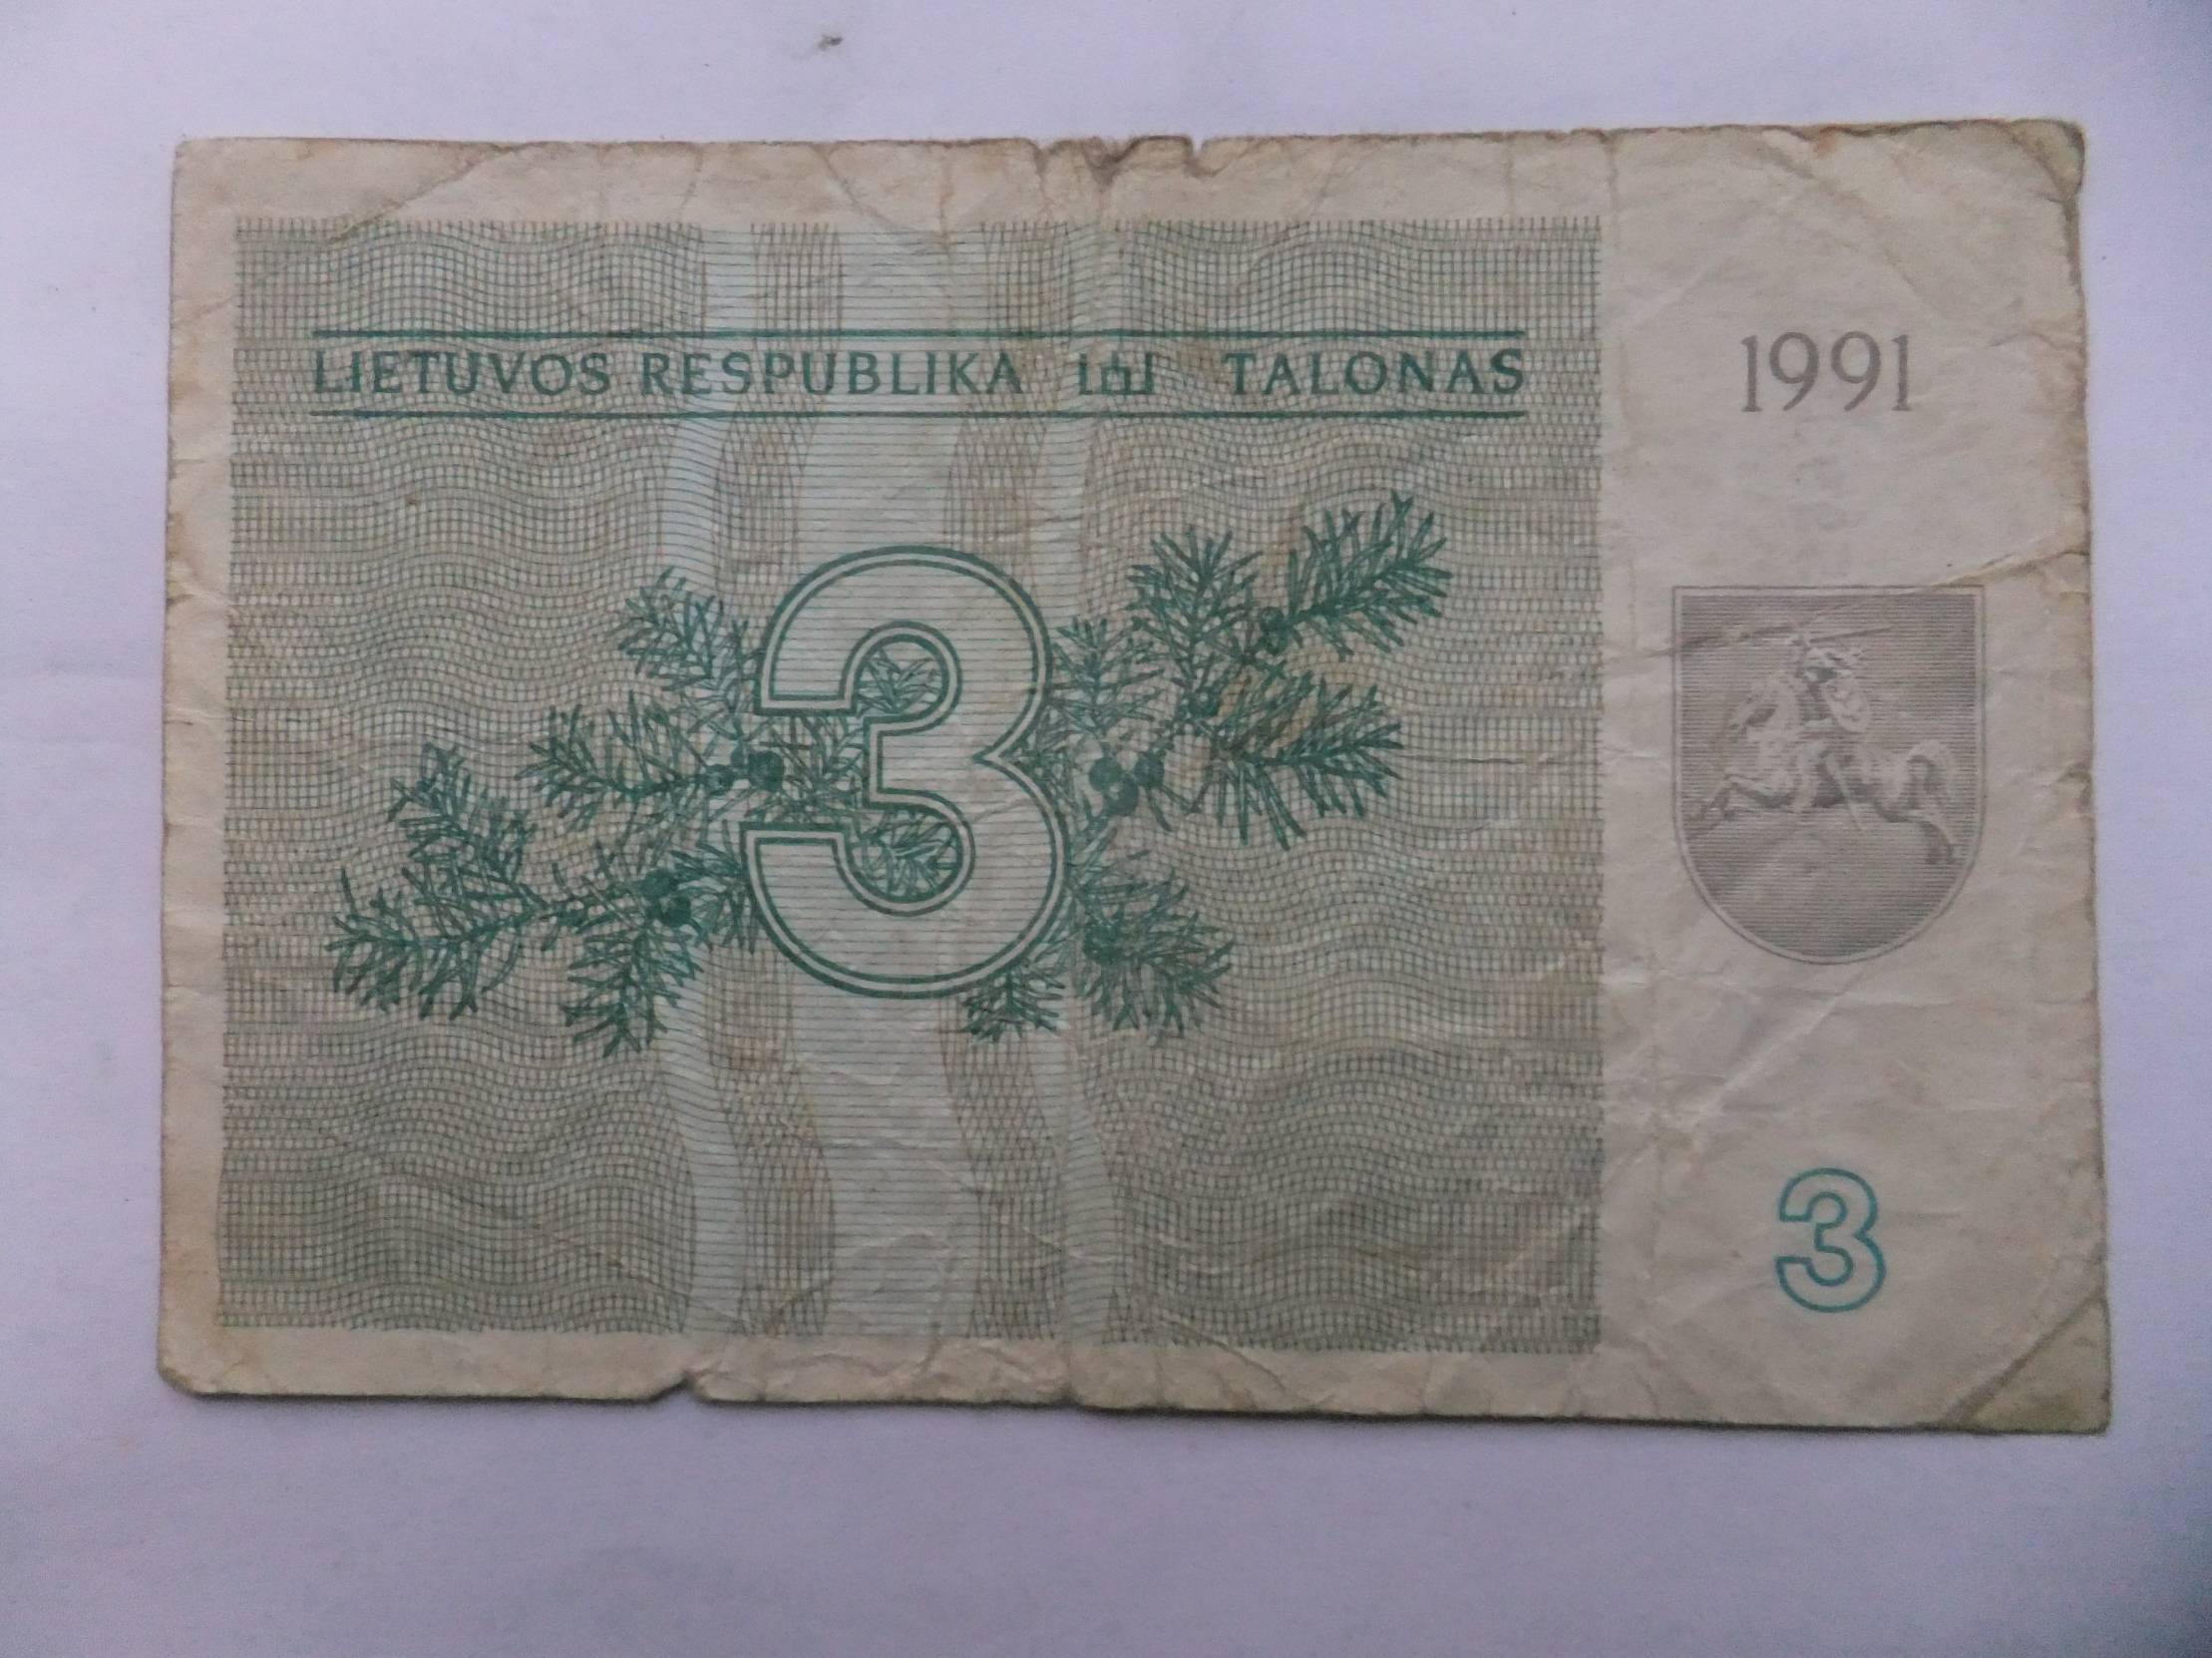 LIETUVOS RESPUBLIKA TALONAS
1991
3
3